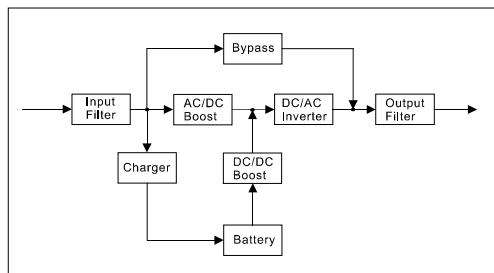 Bypass
Input
Filter
AC/DC
Boost
DC/AC
Inverter
Output
Filter
Charger
DC/DC
Boost
Battery